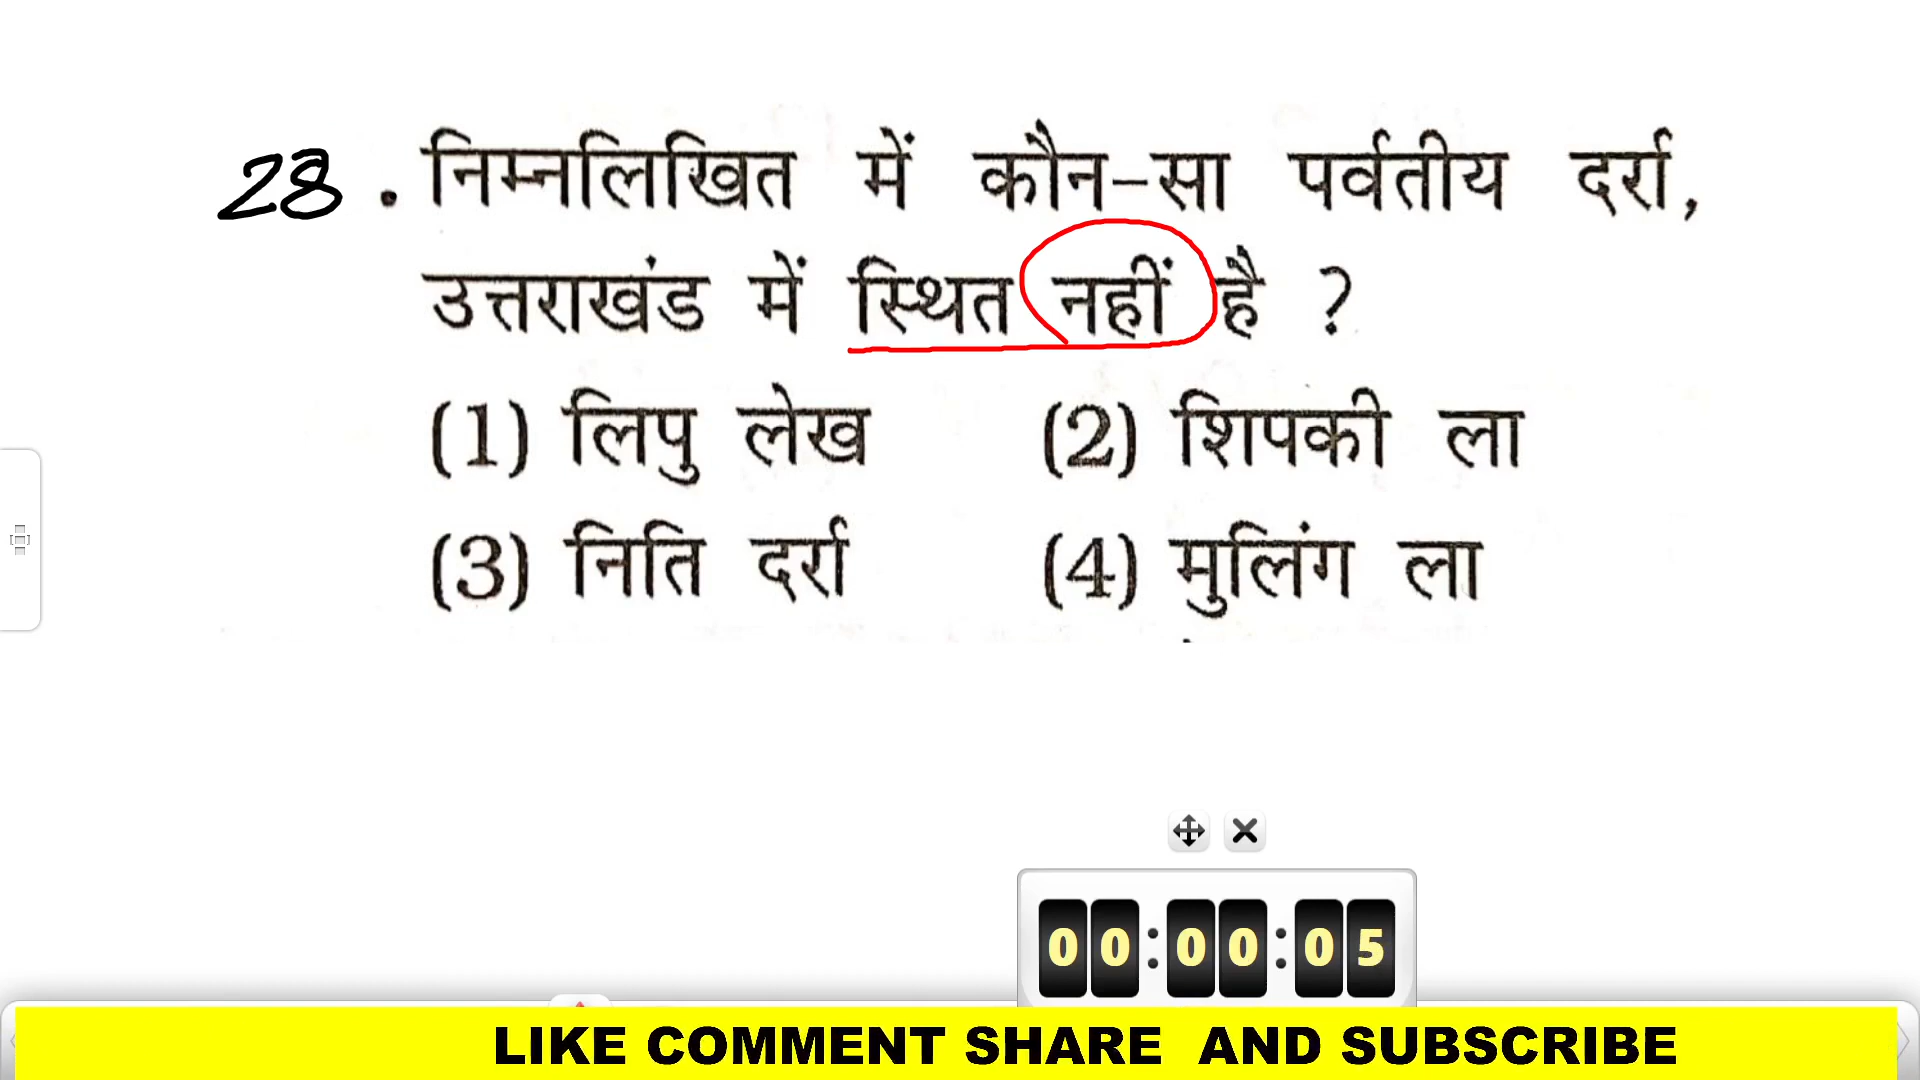 28. निम्नलिखित में कौन-सा पर्वतीय दर्रा,
उत्तराखंड में स्थित नहीं है ?
(1) लिपु लेख (2) शिपकी ला
(3) निति दर्रा (4) मुलिंग ला
00:00:05
LIKE COMMENT SHARE AND SUBSCRIBE